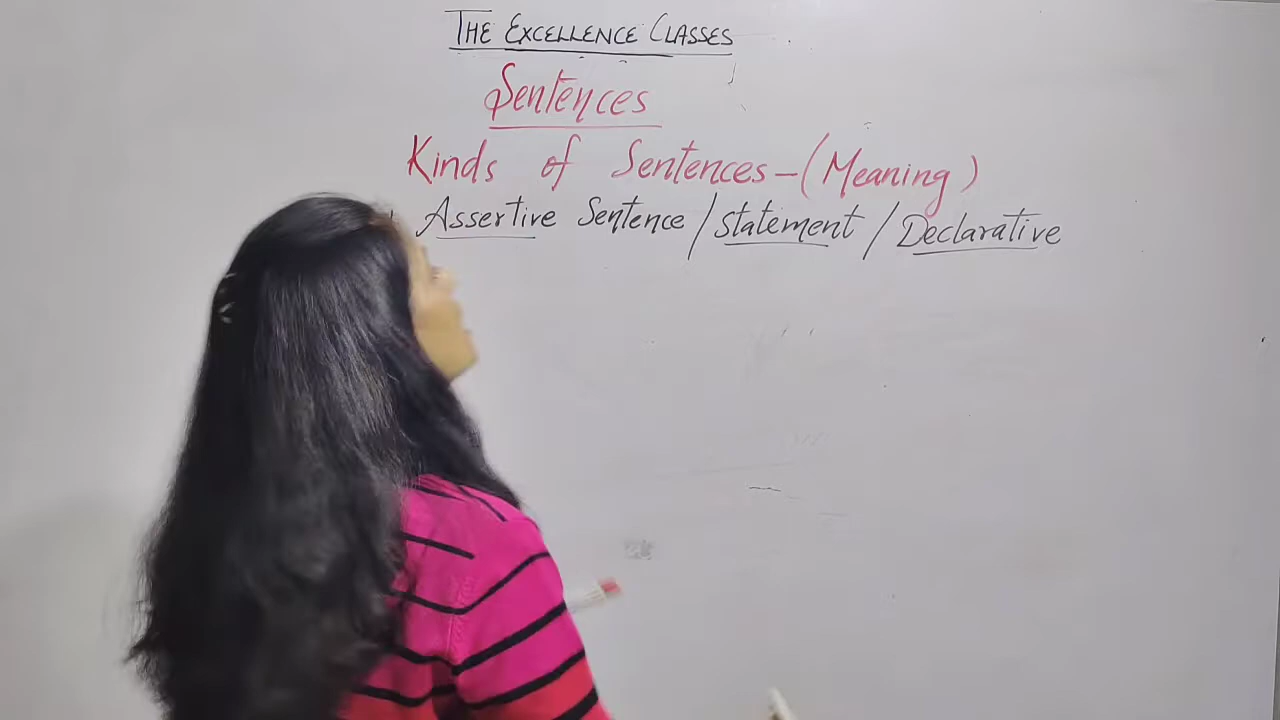 THE EXCELLENCE CLASSES
Sentences
Kinds of Sentences - (Meaning)
Assertive Sentence / Statement / Declarative